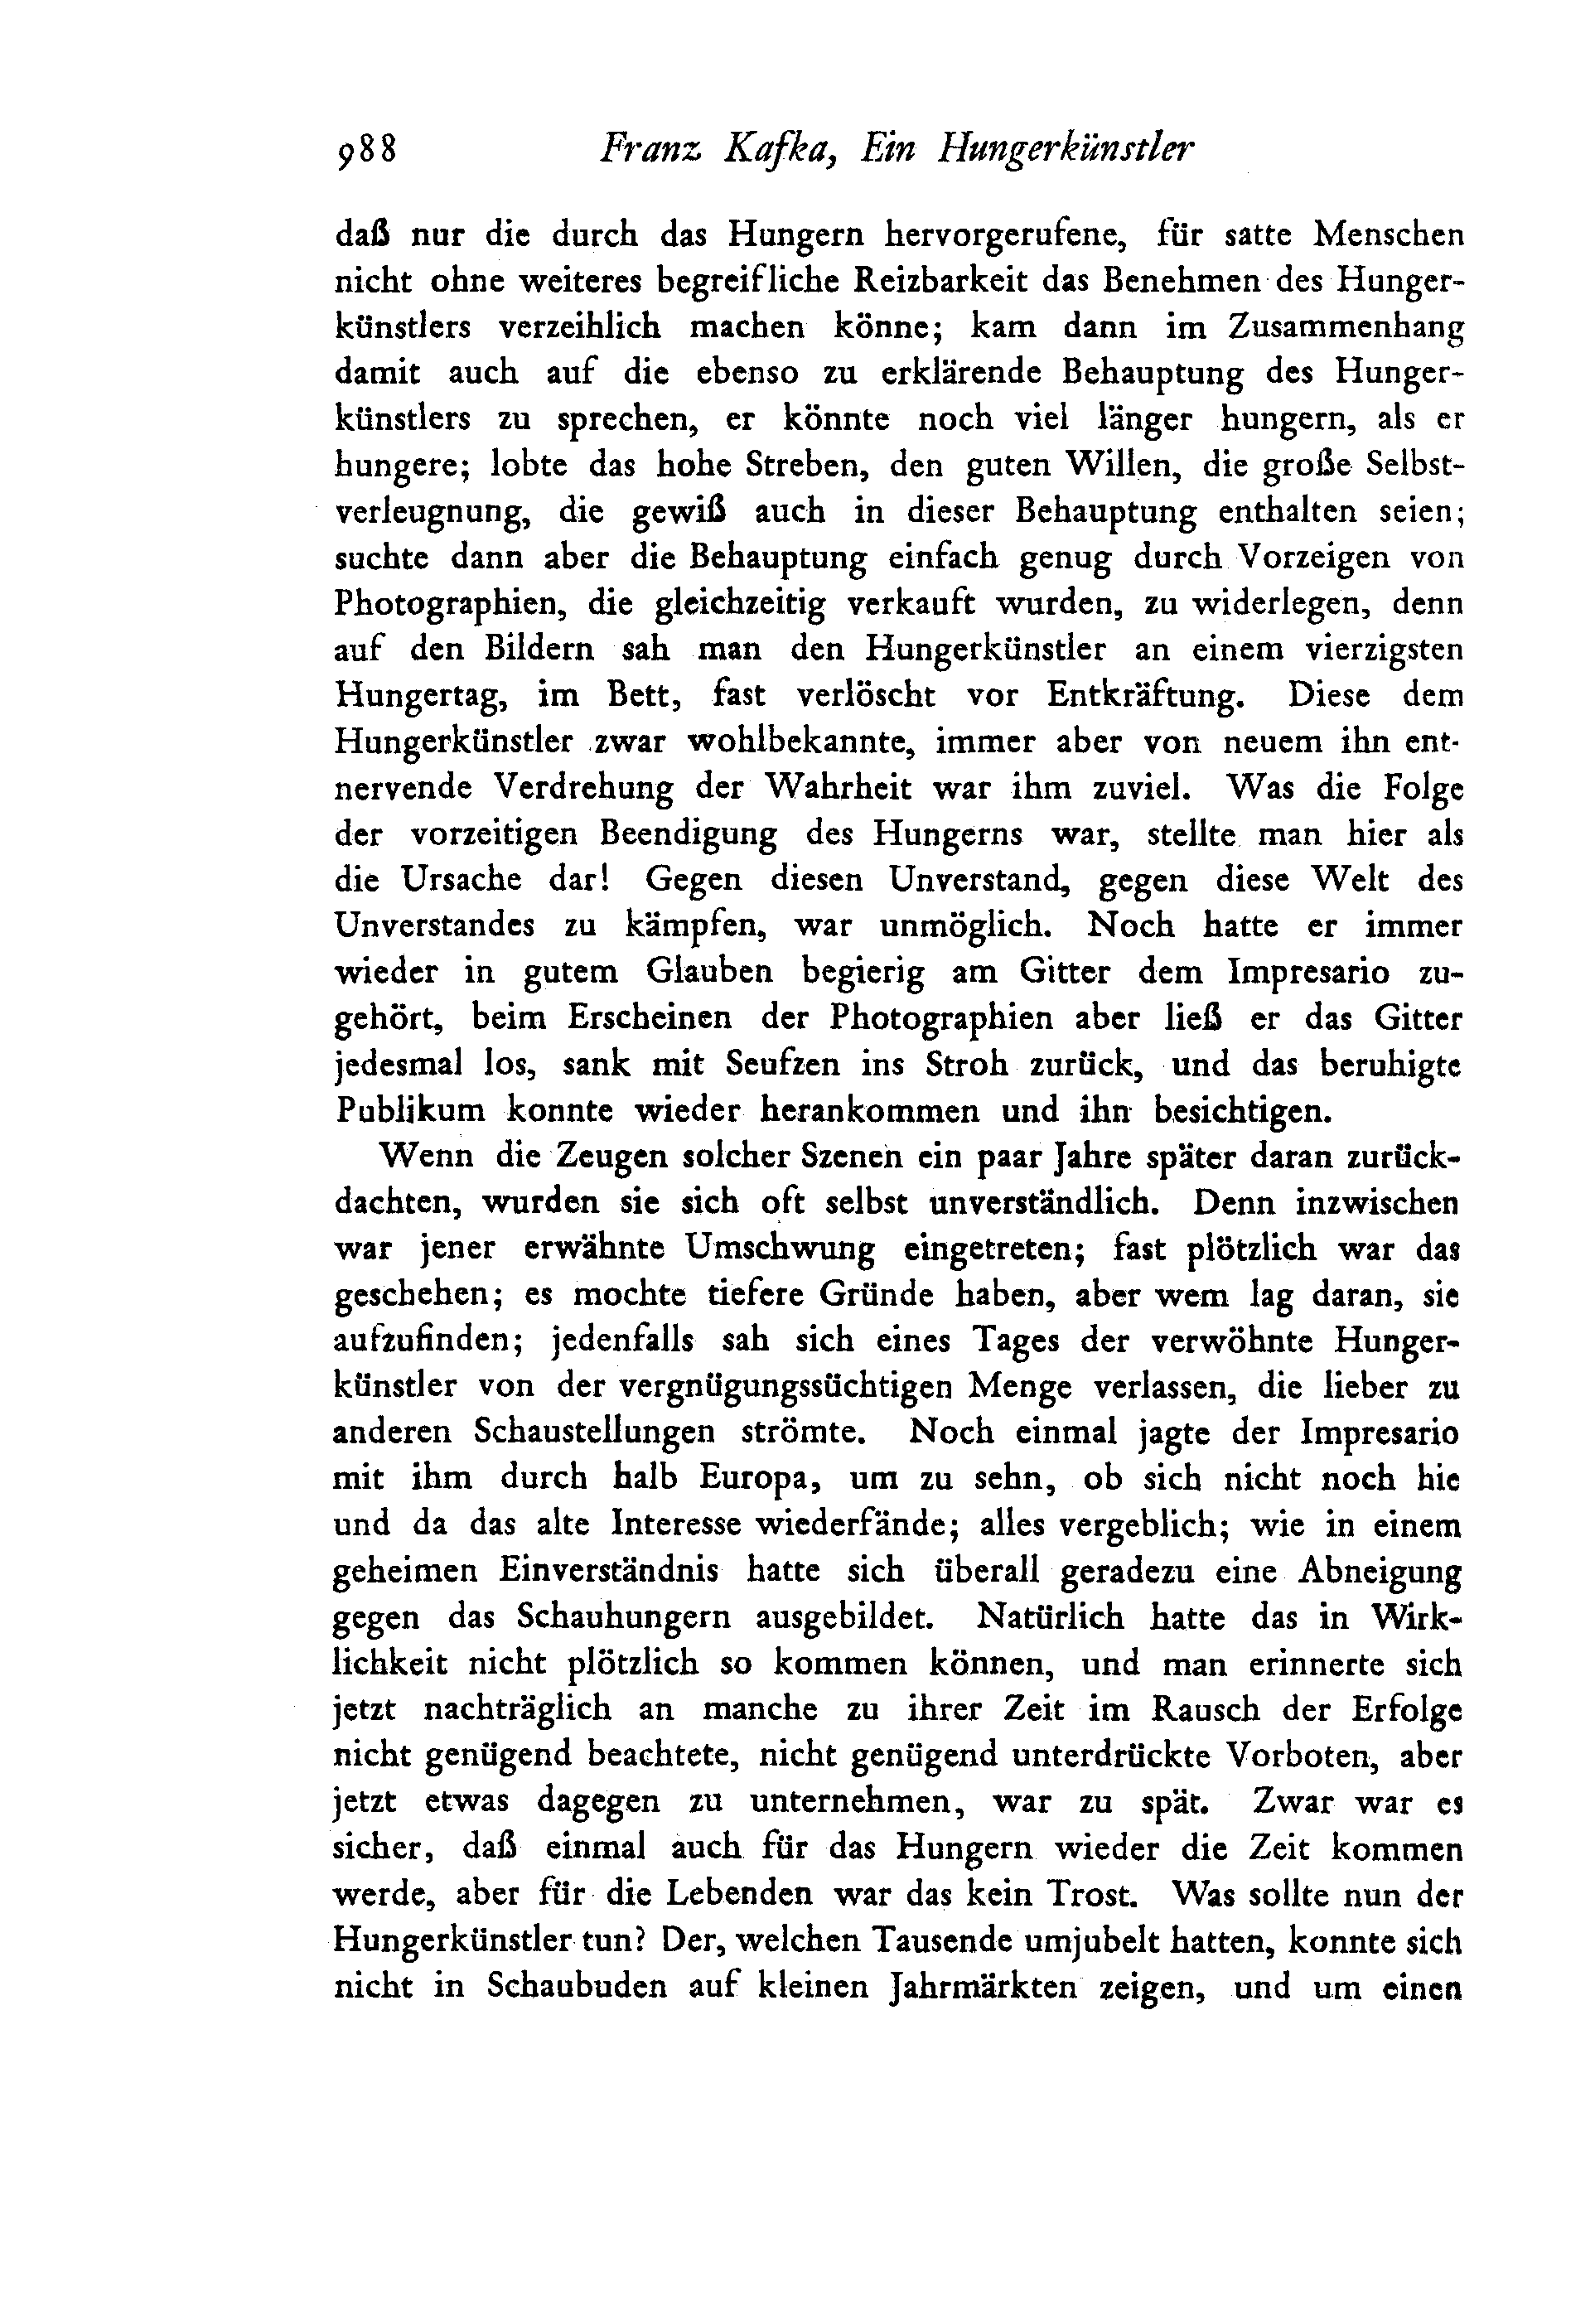 988 Franz Kafka, Ein Hungerkünstler
daß nur die durch das Hungern hervorgerufene, für satte Menschen
nicht ohne weiteres begreifliche Reizbarkeit das Benehmen des Hunger-
künstlers verzeihlich machen könne; kam dann im Zusammenhang
damit auch auf die ebenso zu erklärende Behauptung des Hunger-
künstlers zu sprechen, er könnte noch viel länger hungern, als er
hungere; lobte das hohe Streben, den guten Willen, die große Selbst-
verleugnung, die gewiß auch in dieser Behauptung enthalten seien;
suchte dann aber die Behauptung einfach genug durch Vorzeigen von
Photographien, die gleichzeitig verkauft wurden, zu widerlegen, denn
auf den Bildern sah man den Hungerkünstler an einem vierzigsten
Hungertag, im Bett, fast verlöscht vor Entkräftung. Diese dem
Hungerkünstler zwar wohlbekannte, immer aber von neuem ihn ent-
nervende Verdrehung der Wahrheit war ihm zuviel. Was die Folge
der vorzeitigen Beendigung des Hungerns war, stellte man hier als
die Ursache dar! Gegen diesen Unverstand, gegen diese Welt des
Unverstandes zu kämpfen, war unmöglich. Noch hatte er immer
wieder in gutem Glauben begierig am Gitter dem Impresario zu-
gehört, beim Erscheinen der Photographien aber ließ er das Gitter
jedesmal los, sank mit Seufzen ins Stroh zurück, und das beruhigte
Publikum konnte wieder herankommen und ihn besichtigen.
Wenn die Zeugen solcher Szenen ein paar Jahre später daran zurück-
dachten, wurden sie sich oft selbst unverständlich. Denn inzwischen
war jener erwähnte Umschwung eingetreten; fast plötzlich war das
geschehen; es mochte tiefere Gründe haben, aber wem lag daran, sie
aufzufinden; jedenfalls sah sich eines Tages der verwöhnte Hunger-
künstler von der vergnügungssüchtigen Menge verlassen, die lieber zu
anderen Schaustellungen strömte. Noch einmal jagte der Impresario
mit ihm durch halb Europa, um zu sehn, ob sich nicht noch hie
und da das alte Interesse wiederfände; alles vergeblich; wie in einem
geheimen Einverständnis hatte sich überall geradezu eine Abneigung
gegen das Schauhungern ausgebildet. Natürlich hatte das in Wirk-
lichkeit nicht plötzlich so kommen können, und man erinnerte sich
jetzt nachträglich an manche zu ihrer Zeit im Rausch der Erfolge
nicht genügend beachtete, nicht genügend unterdrückte Vorboten, aber
jetzt etwas dagegen zu unternehmen, war zu spät. Zwar war es
sicher, daß einmal auch für das Hungern wieder die Zeit kommen
werde, aber für die Lebenden war das kein Trost. Was sollte nun der
Hungerkünstler tun? Der, welchen Tausende umjubelt hatten, konnte sich
nicht in Schaubuden auf kleinen Jahrmärkten zeigen, und um einen